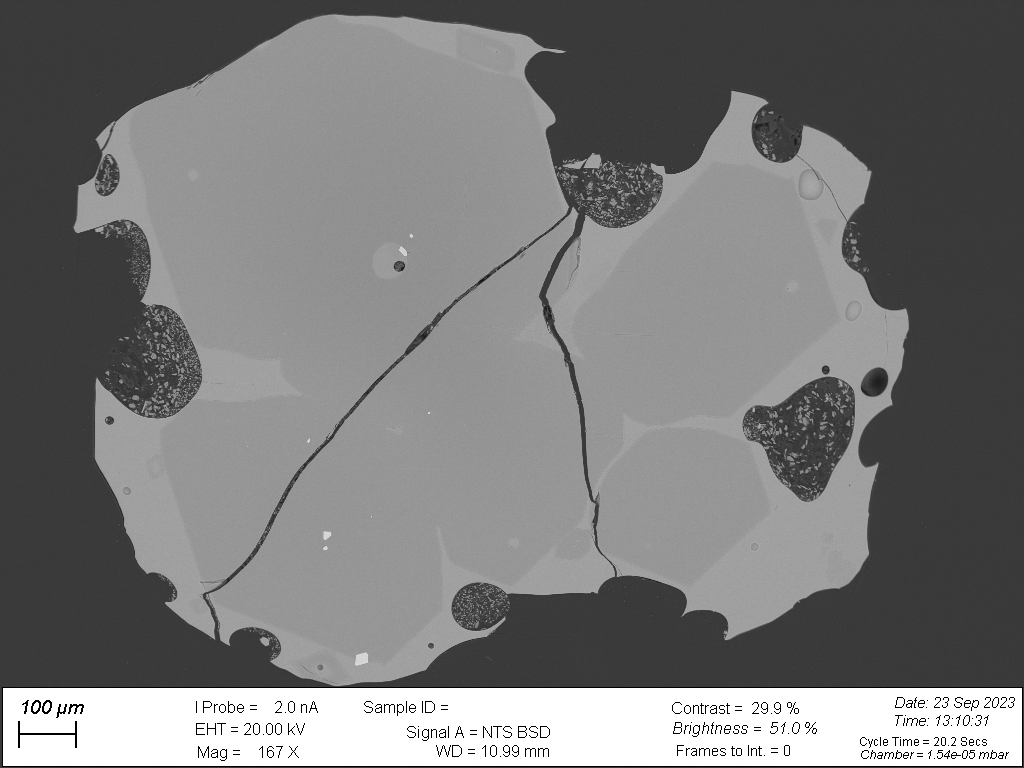 100 µm
I Probe = 2.0 nA
EHT = 20.00 kV
Mag = 167 X
Sample ID =
Signal A = NTS BSD
WD = 10.99 mm
Contrast = 29.9 %
Brightness = 51.0 %
Frames to Int. = 0
Date: 23 Sep 2023
Time: 13:10:31
Cycle Time = 20.2 Secs
Chamber = 1.54e-05 mbar